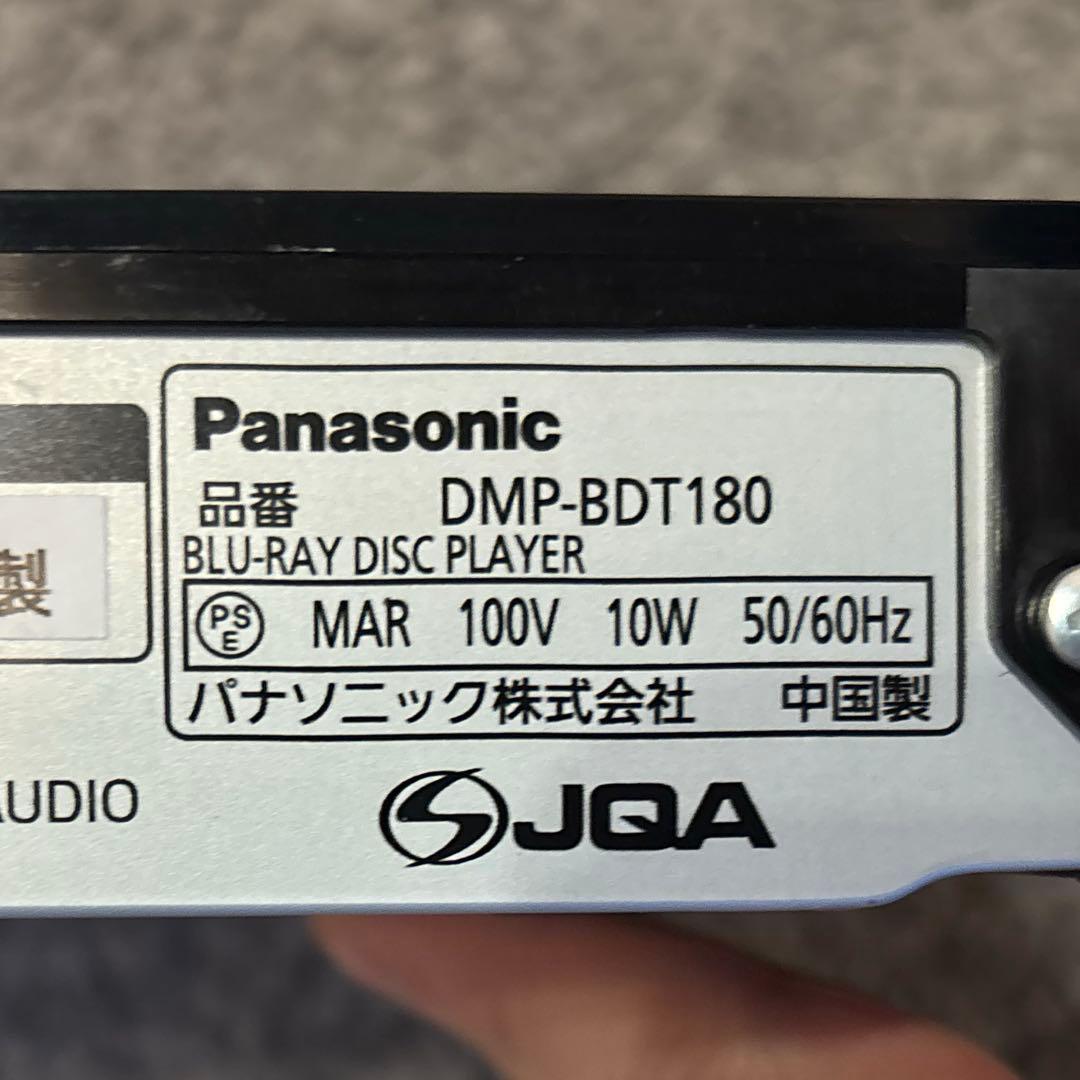 Panasonic
品番 DMP-BDT180
BLU-RAY DISC PLAYER
PS E MAR 100V 10W 50/60Hz
パナソニック株式会社 中国製
製
AUDIO
JQA